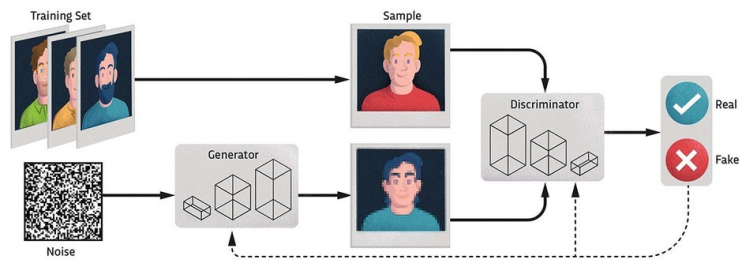 Training Set
Sample
Discriminator
Real
Fake
Generator
Noise